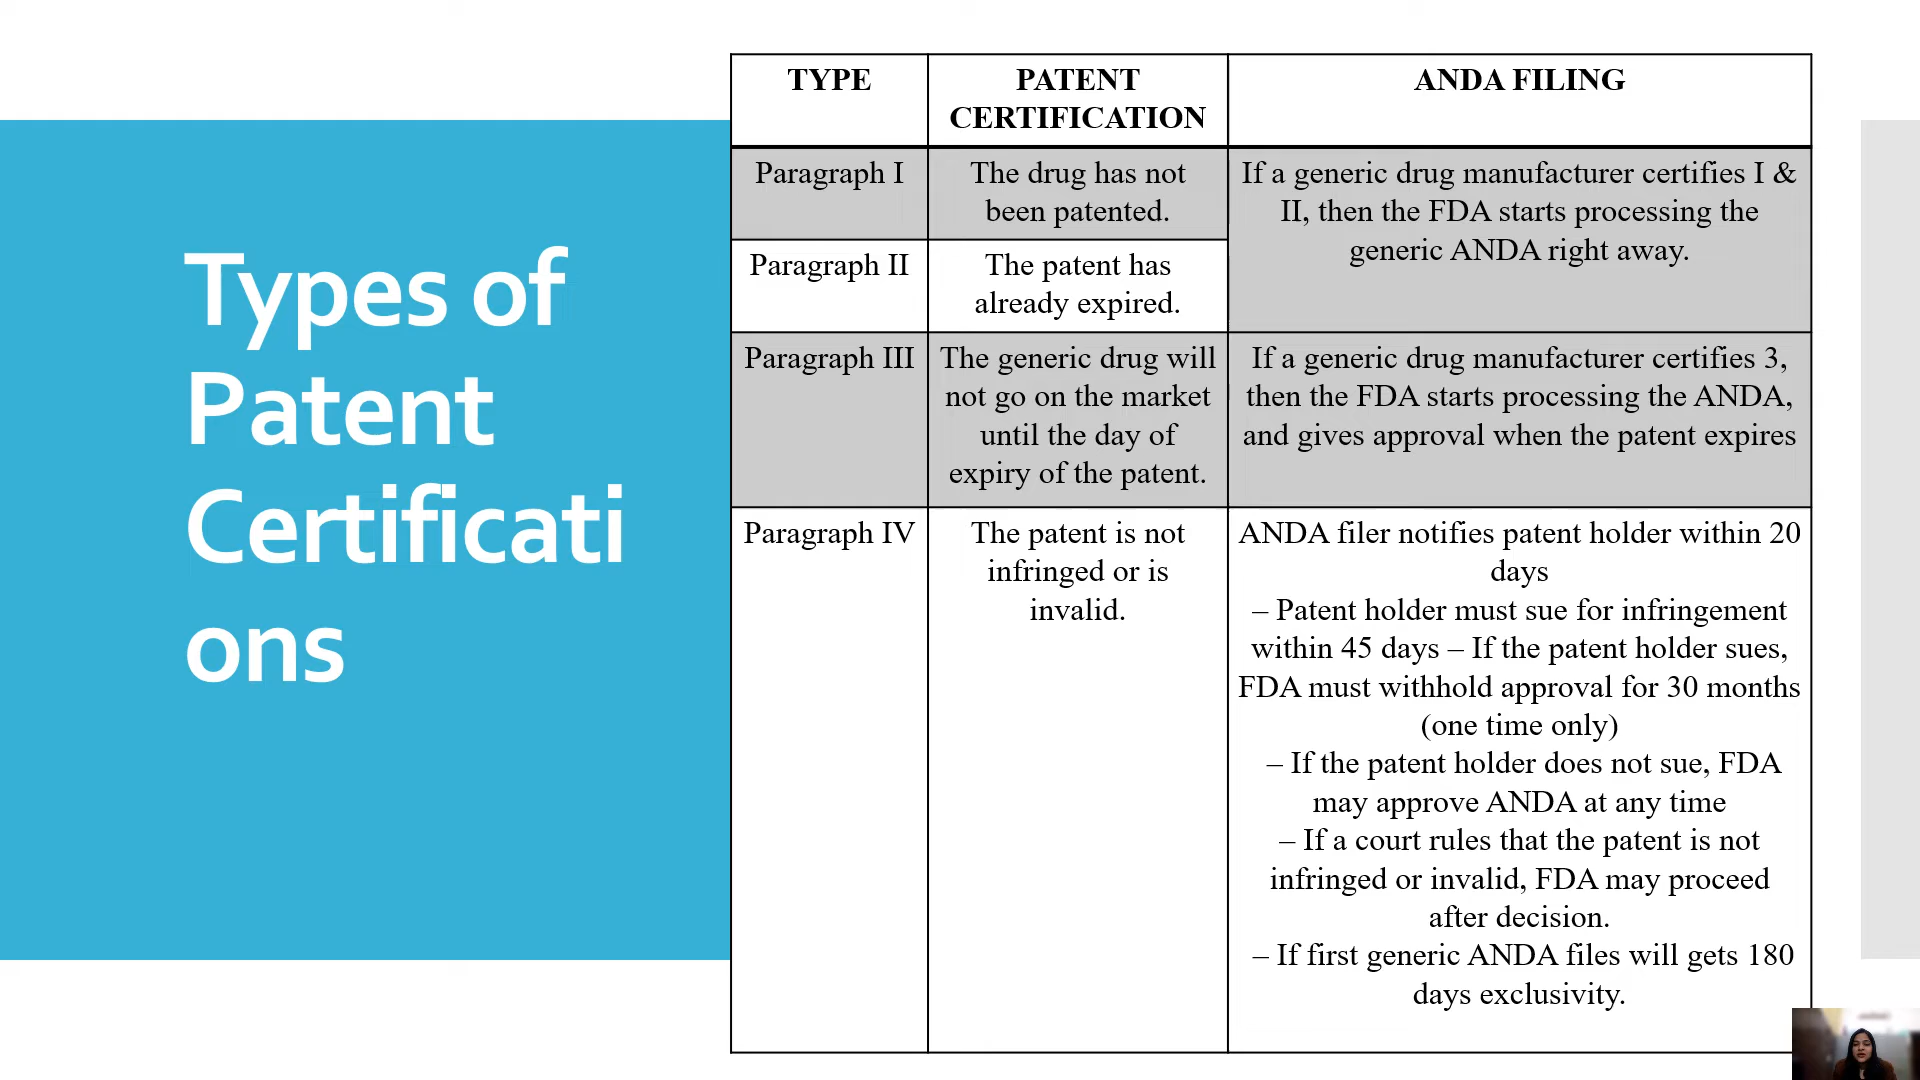 Types of
Patent
Certificati
ons
TYPE
PATENT
CERTIFICATION
ANDA FILING
Paragraph I
The drug has not
been patented.
If a generic drug manufacturer certifies I &
II, then the FDA starts processing the
generic ANDA right away.
Paragraph II
The patent has
already expired.
Paragraph III
The generic drug will
not go on the market
until the day of
expiry of the patent.
If a generic drug manufacturer certifies 3,
then the FDA starts processing the ANDA,
and gives approval when the patent expires
Paragraph IV
The patent is not
infringed or is
invalid.
ANDA filer notifies patent holder within 20
days
– Patent holder must sue for infringement
within 45 days – If the patent holder sues,
FDA must withhold approval for 30 months
(one time only)
– If the patent holder does not sue, FDA
may approve ANDA at any time
– If a court rules that the patent is not
infringed or invalid, FDA may proceed
after decision.
– If first generic ANDA files will gets 180
days exclusivity.